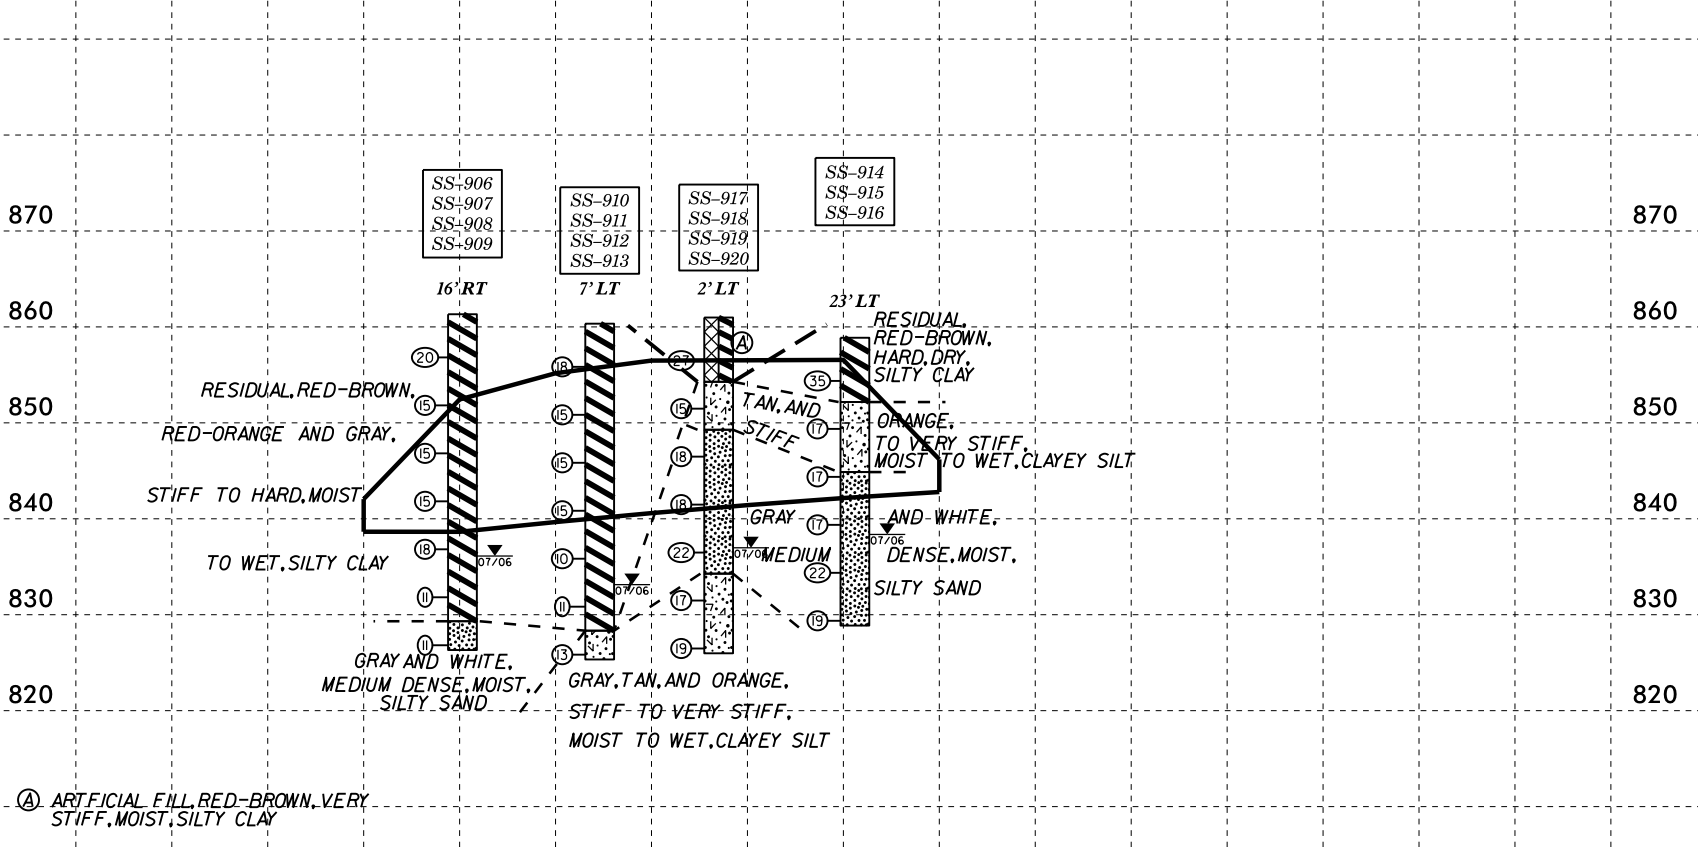 SS-906
SS-907
SS-908
SS-909
SS-910
SS-911
SS-912
SS-913
SS-917
SS-918
SS-919
SS-920
SS-914
SS-915
SS-916
870
870
16' RT
7' LT
2' LT
23' LT
860
860
850
850
840
840
830
830
820
820
RESIDUAL, RED-BROWN,
RED-ORANGE AND GRAY,
STIFF TO HARD, MOIST
TO WET, SILTY CLAY
20
15
15
15
18
11
11
07/06
18
15
15
15
10
11
13
07/06
A
27
15
18
18
22
17
19
07/06
35
17
17
17
22
19
07/06
RESIDUAL,
RED-BROWN,
HARD, DRY,
SILTY CLAY
TAN, AND ORANGE,
STIFF TO VERY STIFF,
MOIST TO WET, CLAYEY SILT
GRAY AND WHITE,
MEDIUM DENSE, MOIST,
SILTY SAND
GRAY AND WHITE,
MEDIUM DENSE, MOIST,
SILTY SAND
GRAY, TAN, AND ORANGE,
STIFF TO VERY STIFF,
MOIST TO WET, CLAYEY SILT
A ARTFICIAL FILL, RED-BROWN, VERY
STIFF, MOIST, SILTY CLAY